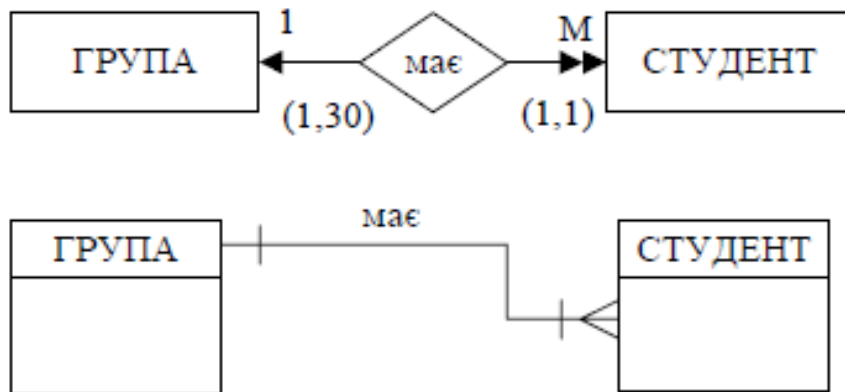 1 М
ГРУПА має СТУДЕНТ
(1,30) (1,1)
має
ГРУПА СТУДЕНТ